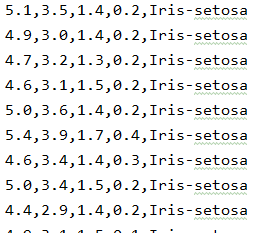 5.1,3.5,1.4,0.2,Iris-setosa
4.9,3.0,1.4,0.2,Iris-setosa
4.7,3.2,1.3,0.2,Iris-setosa
4.6,3.1,1.5,0.2,Iris-setosa
5.0,3.6,1.4,0.2,Iris-setosa
5.4,3.9,1.7,0.4,Iris-setosa
4.6,3.4,1.4,0.3,Iris-setosa
5.0,3.4,1.5,0.2,Iris-setosa
4.4,2.9,1.4,0.2,Iris-setosa